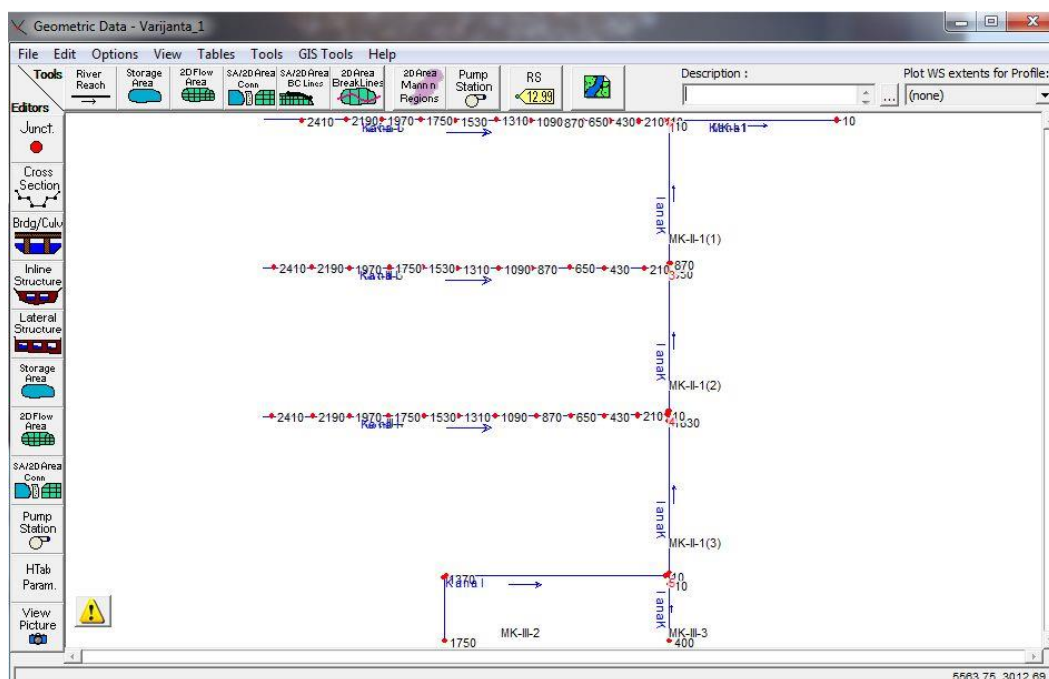 Geometric Data - Varijanta_1
File Edit Options View Tables Tools GIS Tools Help
Tools
Editors
River Reach
Storage Area
2D Flow Area
SA/2D Area Conn
SA/2D Area BC Lines
2D Area BreakLines
2D Area Mann n Regions
Pump Station
RS
12.99
Description :
...
Plot WS extents for Profile:
(none)
Junct.
Cross Section
Brdg/Culv
Inline Structure
Lateral Structure
Storage Area
2D Flow Area
SA/2D Area Conn
Pump Station
HTab Param.
View Picture
2410 2190 1970 1750 1530 1310 1090 870 650 430 210 10
Kanal
MK-II-1(1)
2410 2190 1970 1750 1530 1310 1090 870 650 430 210 870
3
Kanal
MK-II-1(2)
2410 2190 1970 1750 1530 1310 1090 870 650 430 210 10
4
Kanal
MK-II-1(3)
1370
Kanal
10
Kanal
MK-III-2
MK-III-3
1750
400
5563.75, 3012.69